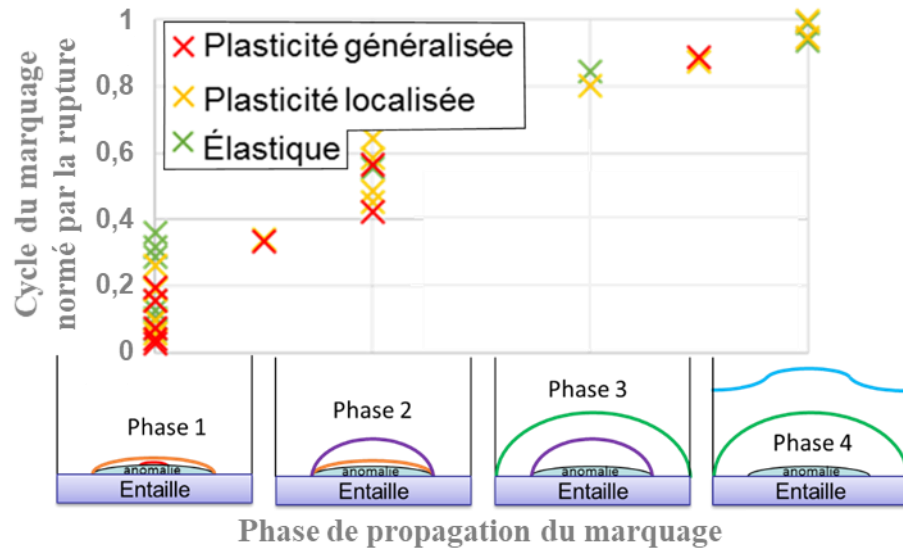 Cycle du marquage
normé par la rupture
1
0,8
0,6
0,4
0,2
0
Plasticité généralisée
Plasticité localisée
Élastique
Phase 1
anomalie
Entaille
Phase 2
anomalie
Entaille
Phase 3
anomalie
Entaille
Phase 4
anomalie
Entaille
Phase de propagation du marquage